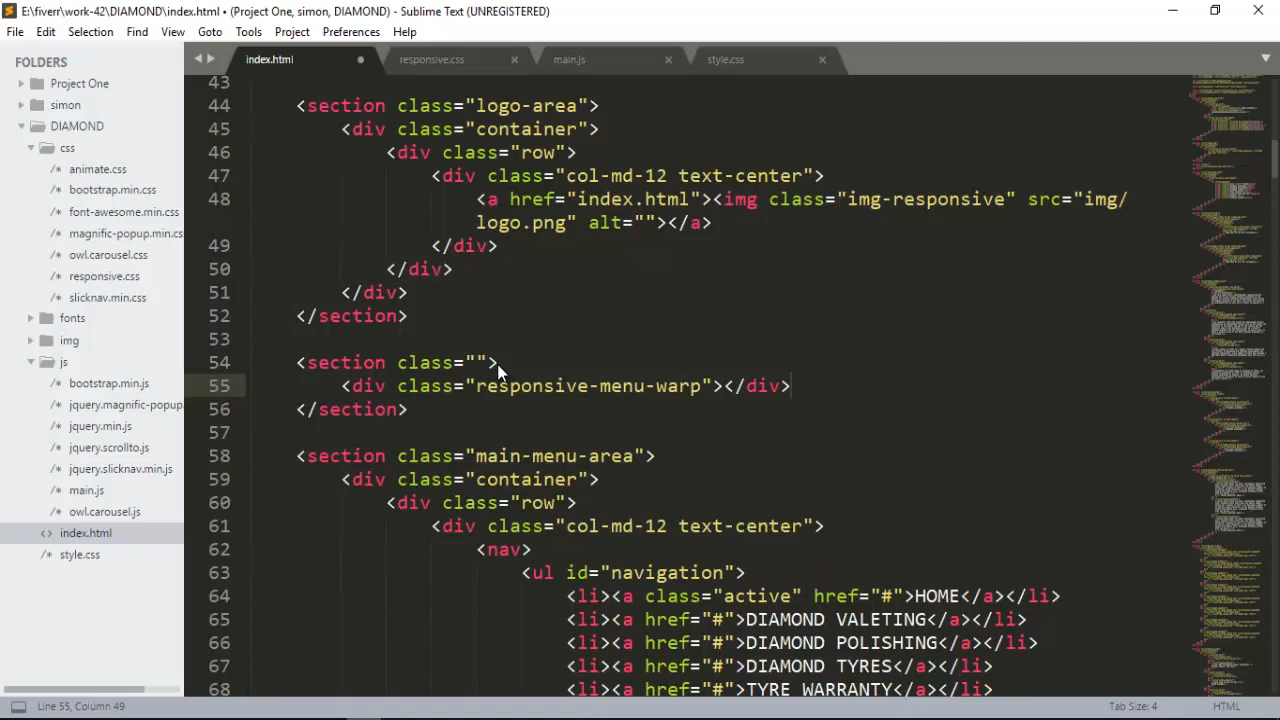 E:\fiverr\work-42\DIAMOND\index.html • (Project One, simon, DIAMOND) - Sublime Text (UNREGISTERED)
File Edit Selection Find View Goto Tools Project Preferences Help
FOLDERS
Project One
simon
DIAMOND
css
/* animate.css
/* bootstrap.min.css
/* font-awesome.min.css
/* magnific-popup.min.cs
/* owl.carousel.css
/* responsive.css
/* slicknav.min.css
fonts
img
js
/* bootstrap.min.js
/* jquery.magnific-popup.
/* jquery.min.js
/* jquery.scrollto.js
/* jquery.slicknav.min.js
/* main.js
/* owl.carousel.js
<> index.html
/* style.css
index.html responsive.css main.js style.css
43
44 <section class="logo-area">
45 <div class="container">
46 <div class="row">
47 <div class="col-md-12 text-center">
48 <a href="index.html"><img class="img-responsive" src="img/
logo.png" alt=""></a>
49 </div>
50 </div>
51 </div>
52 </section>
53
54 <section class="">
55 <div class="responsive-menu-warp"></div>
56 </section>
57
58 <section class="main-menu-area">
59 <div class="container">
60 <div class="row">
61 <div class="col-md-12 text-center">
62 <nav>
63 <ul id="navigation">
64 <li><a class="active" href="#">HOME</a></li>
65 <li><a href="#">DIAMOND VALETING</a></li>
66 <li><a href="#">DIAMOND POLISHING</a></li>
67 <li><a href="#">DIAMOND TYRES</a></li>
68 <li><a href="#">TYRE WARRANTY</a></li>
Line 55, Column 49 Tab Size: 4 HTML